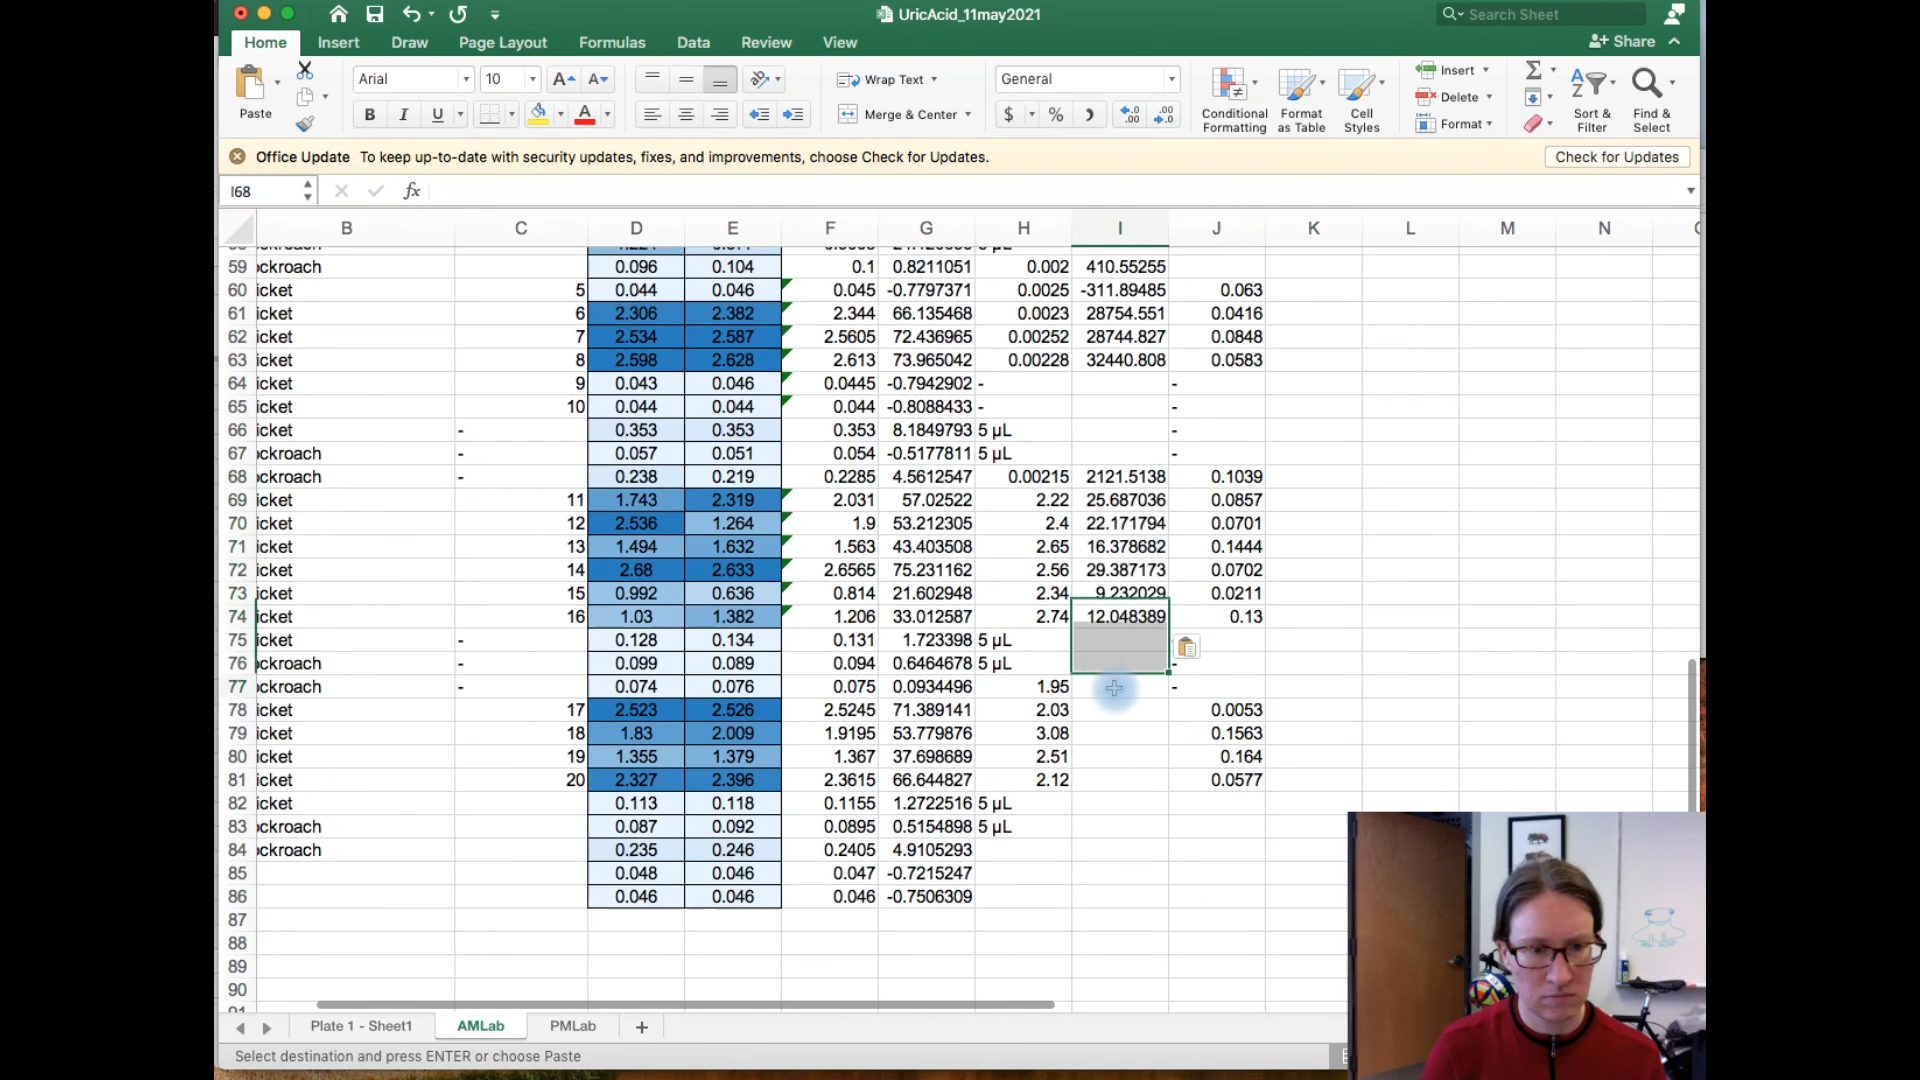 UricAcid_11may2021
Search Sheet
Home Insert Draw Page Layout Formulas Data Review View
Share
Paste
Arial 10
B I U
Wrap Text
Merge & Center
General
$ %
Conditional Formatting
Format as Table
Cell Styles
Insert
Delete
Format
Sort & Filter
Find & Select
Office Update To keep up-to-date with security updates, fixes, and improvements, choose Check for Updates.
Check for Updates
I68 fx
B C D E F G H I J K L M N
59 ockroach 0.096 0.104 0.1 0.8211051 0.002 410.55255
60 icket 5 0.044 0.046 0.045 -0.7797371 0.0025 -311.89485 0.063
61 icket 6 2.306 2.382 2.344 66.135468 0.0023 28754.551 0.0416
62 icket 7 2.534 2.587 2.5605 72.436965 0.00252 28744.827 0.0848
63 icket 8 2.598 2.628 2.613 73.965042 0.00228 32440.808 0.0583
64 icket 9 0.043 0.046 0.0445 -0.7942902 - -
65 icket 10 0.044 0.044 0.044 -0.8088433 - -
66 icket - 0.353 0.353 0.353 8.1849793 5 µL -
67 ockroach - 0.057 0.051 0.054 -0.5177811 5 µL -
68 ockroach - 0.238 0.219 0.2285 4.5612547 0.00215 2121.5138 0.1039
69 icket 11 1.743 2.319 2.031 57.02522 2.22 25.687036 0.0857
70 icket 12 2.536 1.264 1.9 53.212305 2.4 22.171794 0.0701
71 icket 13 1.494 1.632 1.563 43.403508 2.65 16.378682 0.1444
72 icket 14 2.68 2.633 2.6565 75.231162 2.56 29.387173 0.0702
73 icket 15 0.992 0.636 0.814 21.602948 2.34 9.232029 0.0211
74 icket 16 1.03 1.382 1.206 33.012587 2.74 12.048389 0.13
75 icket - 0.128 0.134 0.131 1.723398 5 µL
76 ockroach - 0.099 0.089 0.094 0.6464678 5 µL -
77 ockroach - 0.074 0.076 0.075 0.0934496 1.95 -
78 icket 17 2.523 2.526 2.5245 71.389141 2.03 0.0053
79 icket 18 1.83 2.009 1.9195 53.779876 3.08 0.1563
80 icket 19 1.355 1.379 1.367 37.698689 2.51 0.164
81 icket 20 2.327 2.396 2.3615 66.644827 2.12 0.0577
82 icket 0.113 0.118 0.1155 1.2722516 5 µL
83 ockroach 0.087 0.092 0.0895 0.5154898 5 µL
84 ockroach 0.235 0.246 0.2405 4.9105293
85 0.048 0.046 0.047 -0.7215247
86 0.046 0.046 0.046 -0.7506309
87
88
89
90
Plate 1 - Sheet1 AMLab PMLab +
Select destination and press ENTER or choose Paste